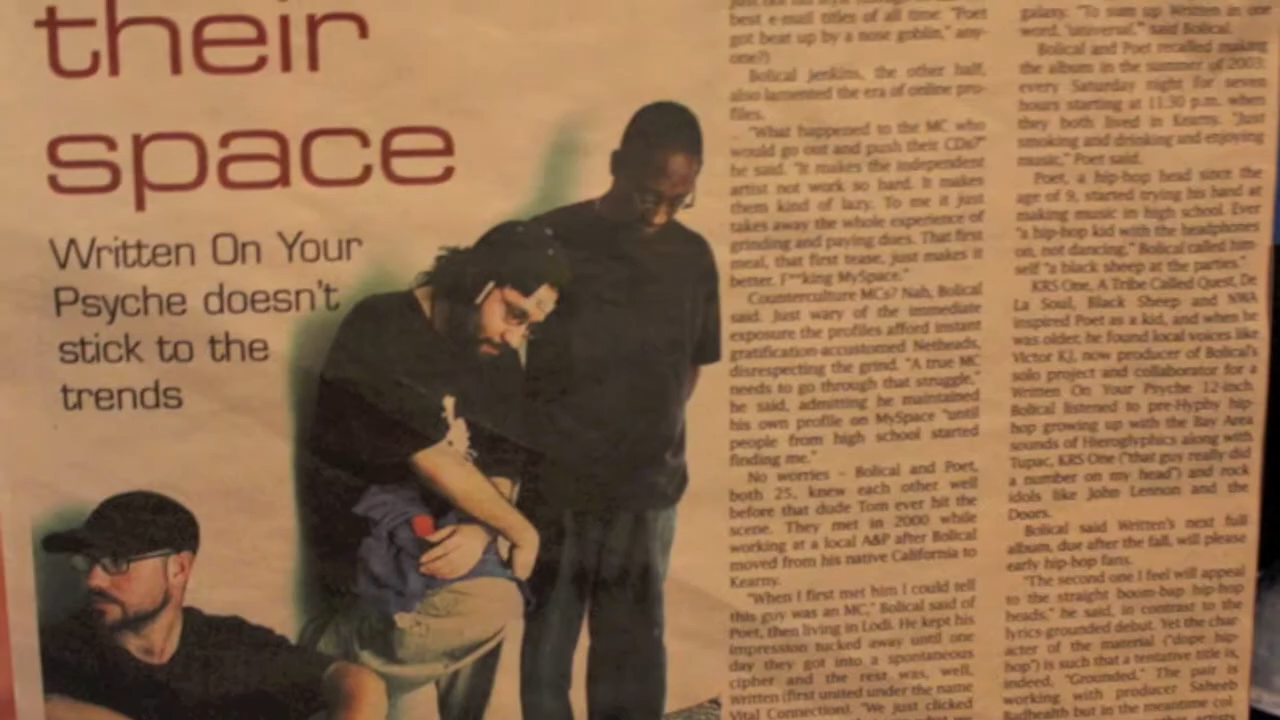 their
space
Written On Your
Psyche doesn't
stick to the
trends
best e-mail titles of all time: "Poet
got beat up by a nose goblin," any-
one?)
Bolical Jenkins, the other half,
also lamented the era of online pro-
files.
"What happened to the MC who
would go out and push their CDs?"
he said. "It makes the independent
artist not work so hard. It makes
them kind of lazy. To me it just
takes away the whole experience of
grinding and paying dues. That first
meal, that first tease, just makes it
better. F**king MySpace."
Counterculture MCs? Nah, Bolical
said. Just wary of the immediate
exposure the profiles afford instant
gratification-accustomed Netheads,
disrespecting the grind. "A true MC
needs to go through that struggle,"
he said, admitting he maintained
his own profile on MySpace "until
people from high school started
finding me."
No worries – Bolical and Poet,
both 25, knew each other well
before that dude Tom ever hit the
scene. They met in 2000 while
working at a local A&P after Bolical
moved from his native California to
Kearny.
"When I first met him I could tell
this guy was an MC," Bolical said of
Poet, then living in Lodi. He kept his
impression tucked away until one
day they got into a spontaneous
cipher and the rest was, well,
written (first united under the name
Vital Connection). "We just clicked
galaxy. "To sum up Written in one
word, 'universal,'" said Bolical.
Bolical and Poet recalled making
the album in the summer of 2003:
every Saturday night for seven
hours starting at 11:30 p.m. when
they both lived in Kearny. "Just
smoking and drinking and enjoying
music," Poet said.
Poet, a hip-hop head since the
age of 9, started trying his hand at
making music in high school. Ever
"a hip-hop kid with the headphones
on, not dancing," Bolical called him-
self "a black sheep at the parties."
KRS One, A Tribe Called Quest, De
La Soul, Black Sheep and NWA
inspired Poet as a kid, and when he
was older, he found local voices like
Victor KJ, now producer of Bolical's
solo project and collaborator for a
Written On Your Psyche 12-inch.
Bolical listened to pre-Hyphy hip-
hop growing up with the Bay Area
sounds of Hieroglyphics along with
Tupac, KRS One ("that guy really did
a number on my head") and rock
idols like John Lennon and the
Doors.
Bolical said Written's next full
album, due after the fall, will please
early hip-hop fans.
"The second one I feel will appeal
to the straight boom-bap hip-hop
heads," he said, in contrast to the
lyrics-grounded debut. Yet the char-
acter of the material ("dope hip-
hop") is such that a tentative title is,
indeed, "Grounded." The pair is
working with producer Saheeb
Badhealth but in the meantime col